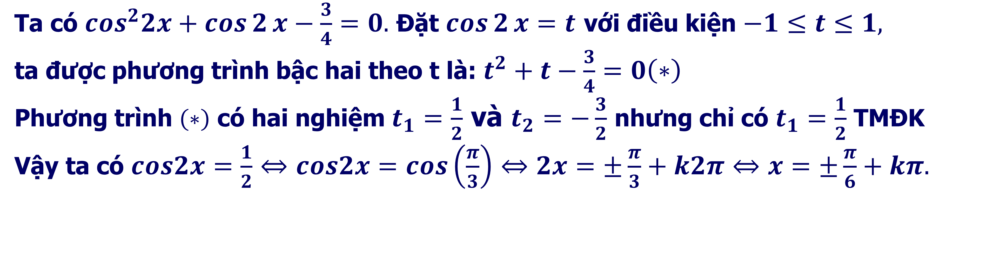 Ta có $cos^2 2x + cos 2x - \frac{3}{4} = 0$. Đặt $cos 2x = t$ với điều kiện $-1 \leq t \leq 1$,
ta được phương trình bậc hai theo t là: $t^2 + t - \frac{3}{4} = 0(*)$
Phương trình $(*)$ có hai nghiệm $t_1 = \frac{1}{2}$ và $t_2 = -\frac{3}{2}$ nhưng chỉ có $t_1 = \frac{1}{2}$ TMĐK
Vậy ta có $cos2x = \frac{1}{2} \Leftrightarrow cos2x = cos\left(\frac{\pi}{3}\right) \Leftrightarrow 2x = \pm\frac{\pi}{3} + k2\pi \Leftrightarrow x = \pm\frac{\pi}{6} + k\pi$.